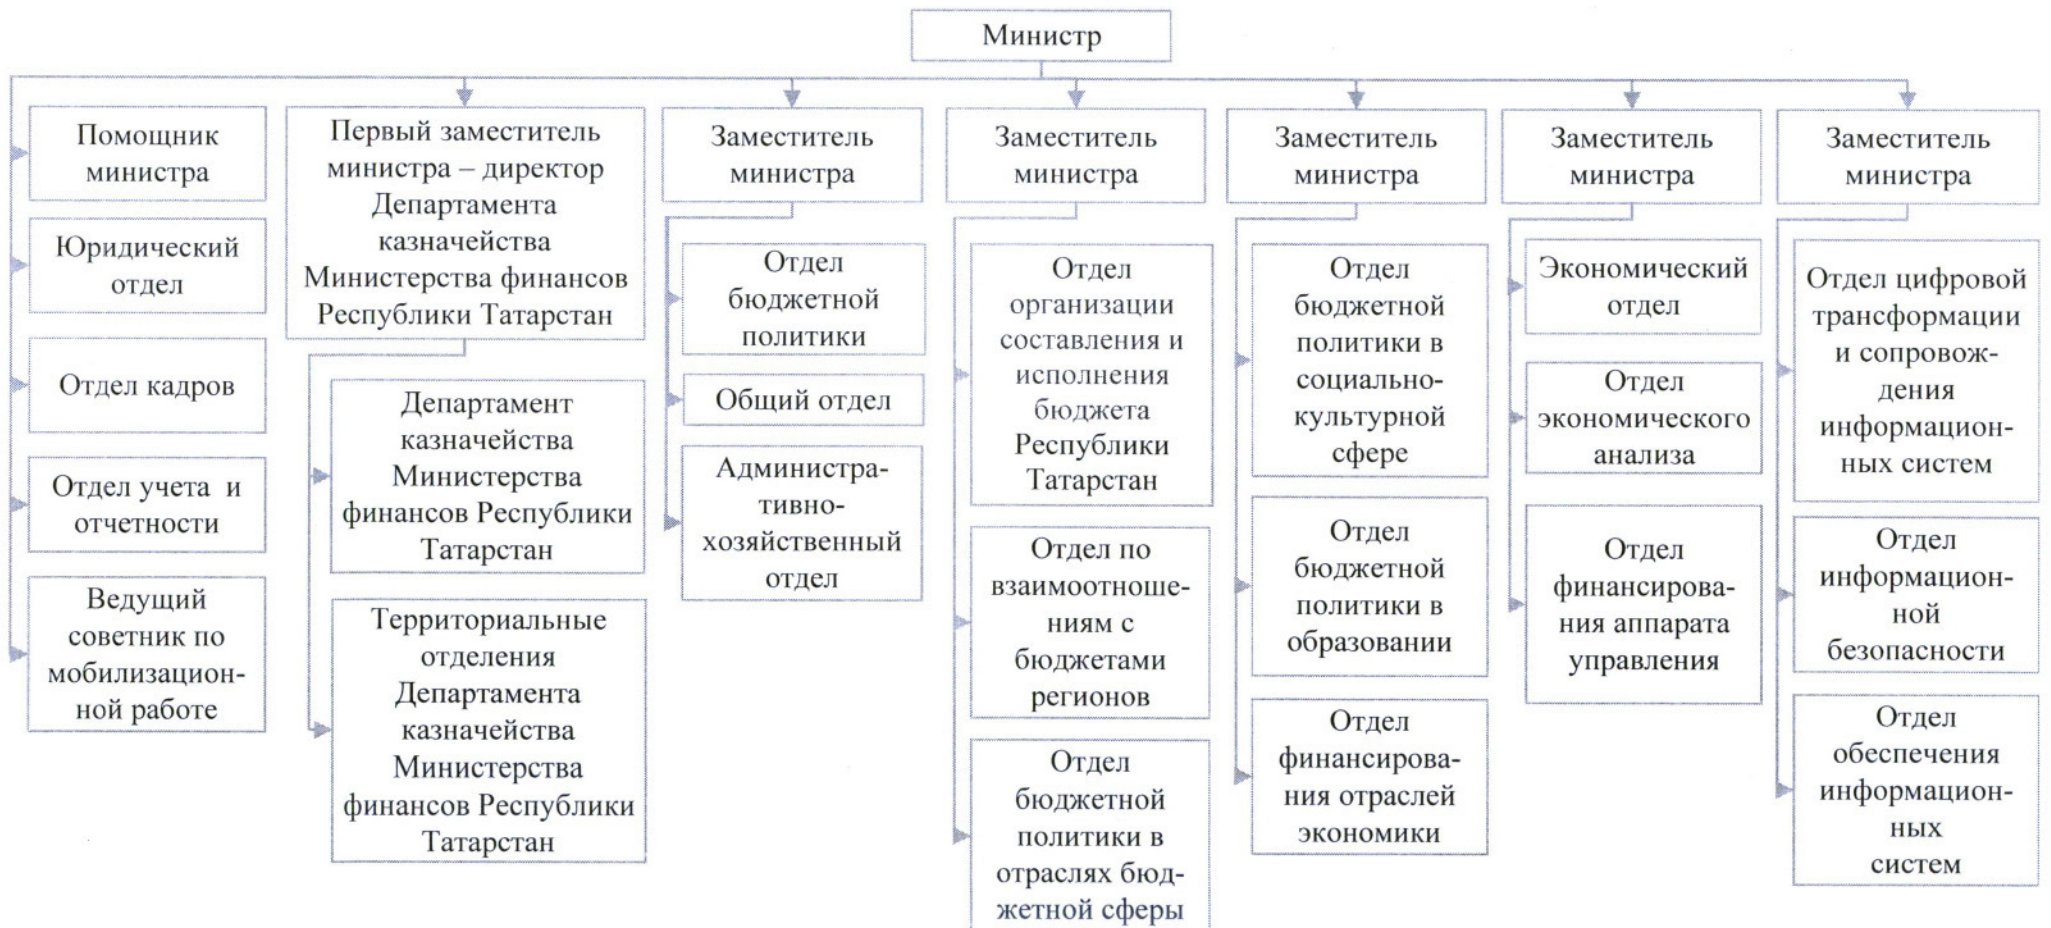 Министр
Помощник
министра
Юридический
отдел
Отдел кадров
Отдел учета и
отчетности
Ведущий
советник по
мобилизацион-
ной работе
Первый заместитель
министра – директор
Департамента
казначейства
Министерства финансов
Республики Татарстан
Департамент
казначейства
Министерства
финансов Республики
Татарстан
Территориальные
отделения
Департамента
казначейства
Министерства
финансов Республики
Татарстан
Заместитель
министра
Отдел
бюджетной
политики
Общий отдел
Администра-
тивно-
хозяйственный
отдел
Заместитель
министра
Отдел
организации
составления и
исполнения
бюджета
Республики
Татарстан
Отдел по
взаимоотноше-
ниям с
бюджетами
регионов
Отдел
бюджетной
политики в
отраслях бюд-
жетной сферы
Заместитель
министра
Отдел
бюджетной
политики в
социально-
культурной
сфере
Отдел
бюджетной
политики в
образовании
Отдел
финансирова-
ния отраслей
экономики
Заместитель
министра
Экономический
отдел
Отдел
экономического
анализа
Отдел
финансирова-
ния аппарата
управления
Заместитель
министра
Отдел цифровой
трансформации
и сопровож-
дения
информацион-
ных систем
Отдел
информацион-
ной
безопасности
Отдел
обеспечения
информацион-
ных
систем